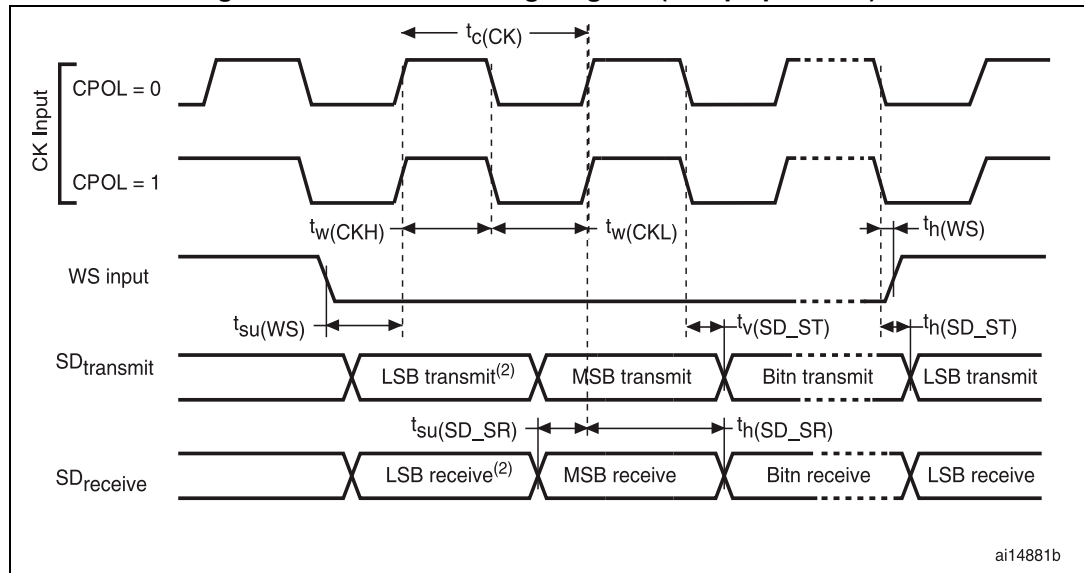 tc(CK)
CK Input
CPOL = 0
CPOL = 1
tw(CKH)
tw(CKL)
th(WS)
WS input
tsu(WS)
tv(SD_ST)
th(SD_ST)
SDtransmit
LSB transmit(2)
MSB transmit
Bitn transmit
LSB transmit
tsu(SD_SR)
th(SD_SR)
SDreceive
LSB receive(2)
MSB receive
Bitn receive
LSB receive
ai14881b